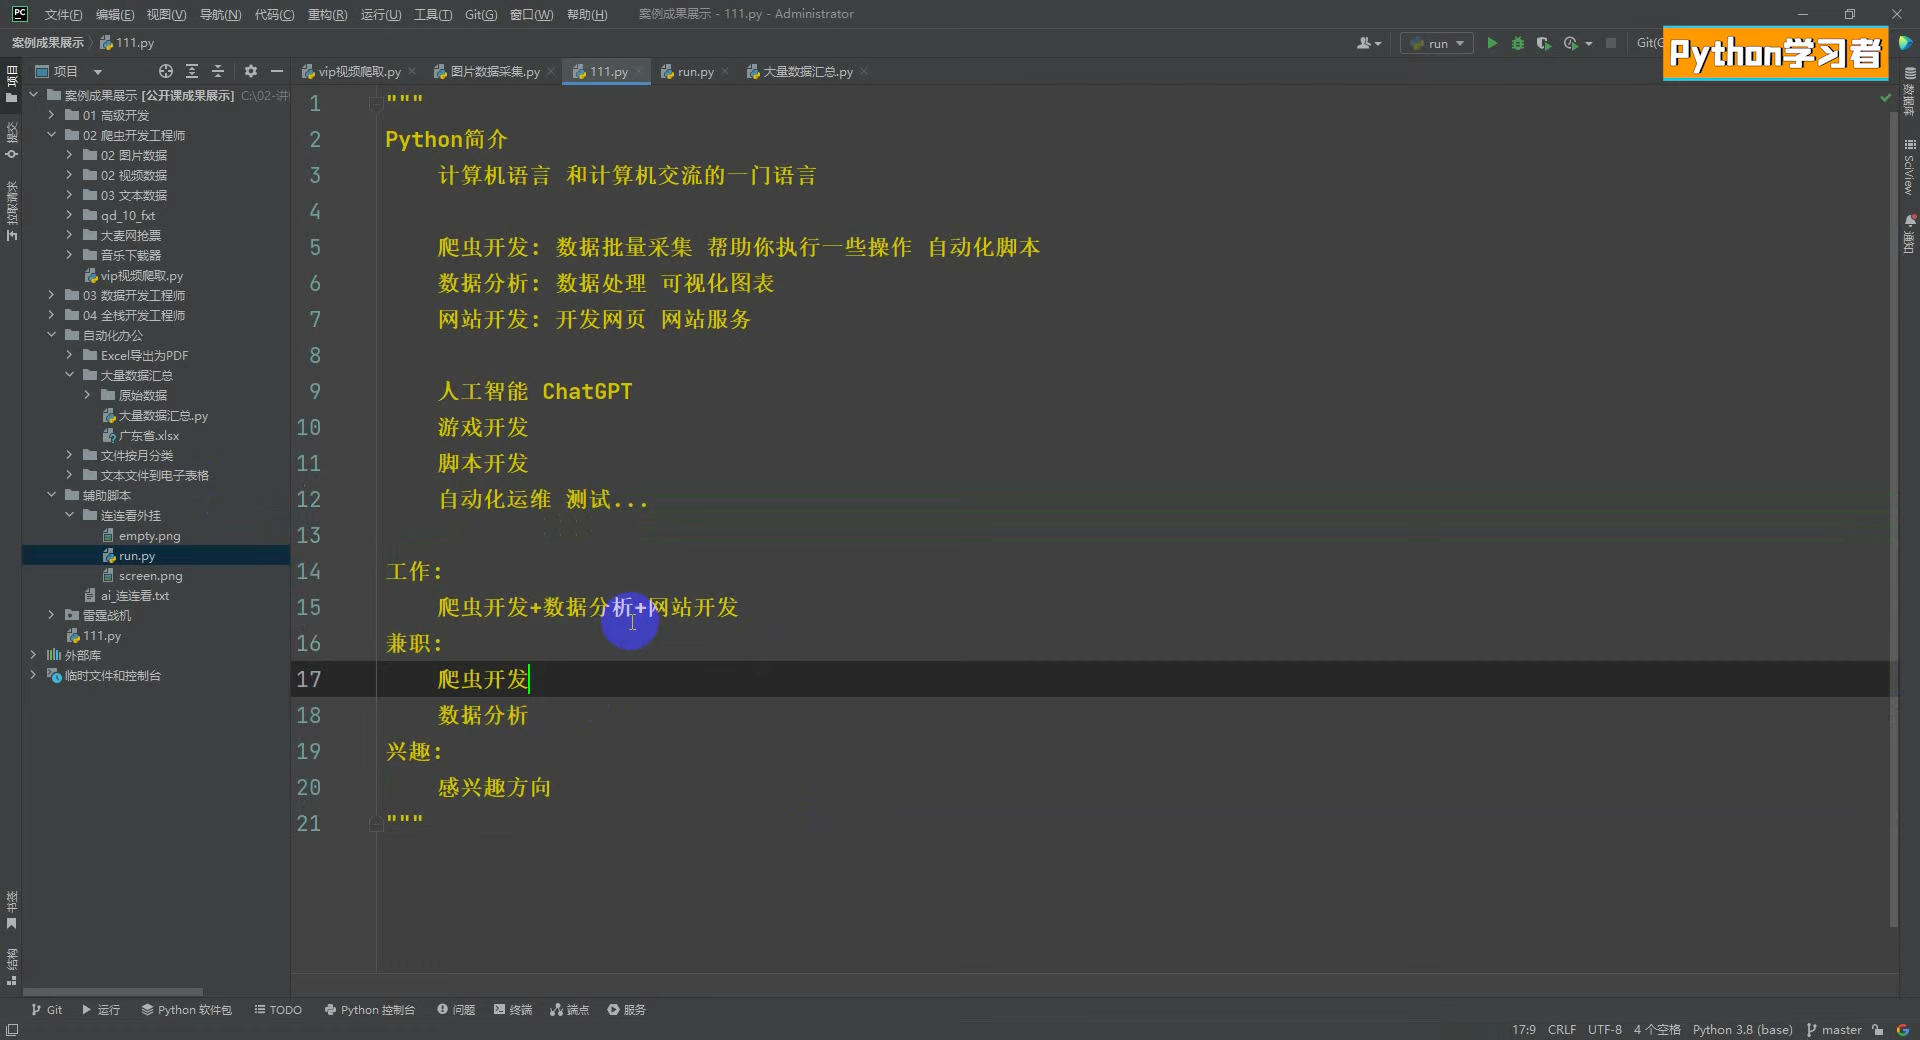 文件(F) 编辑(E) 视图(V) 导航(N) 代码(C) 重构(R) 运行(U) 工具(T) Git(G) 窗口(W) 帮助(H) 案例成果展示 - 111.py - Administrator
案例成果展示 111.py run Git(G
Python学习者
项目
vip视频爬取.py 图片数据采集.py 111.py run.py 大量数据汇总.py
案例成果展示 [公开课成果展示] C:\02-讲
01 高级开发
02 爬虫开发工程师
02 图片数据
02 视频数据
03 文本数据
qd_10_fxt
大麦网抢票
音乐下载器
vip视频爬取.py
03 数据开发工程师
04 全栈开发工程师
自动化办公
Excel导出为PDF
大量数据汇总
原始数据
大量数据汇总.py
广东省.xlsx
文件按月分类
文本文件到电子表格
辅助脚本
连连看外挂
empty.png
run.py
screen.png
ai_连连看.txt
雷霆战机
111.py
外部库
临时文件和控制台
项目
提交
拉取请求
书签
结构
1 """
2 Python简介
3 计算机语言 和计算机交流的一门语言
4
5 爬虫开发: 数据批量采集 帮助你执行一些操作 自动化脚本
6 数据分析: 数据处理 可视化图表
7 网站开发: 开发网页 网站服务
8
9 人工智能 ChatGPT
10 游戏开发
11 脚本开发
12 自动化运维 测试...
13
14 工作:
15 爬虫开发+数据分析+网站开发
16 兼职:
17 爬虫开发
18 数据分析
19 兴趣:
20 感兴趣方向
21 """
数据库
SciView
通知
Git 运行 Python 软件包 TODO Python 控制台 问题 终端 端点 服务
17:9 CRLF UTF-8 4 个空格 Python 3.8 (base) master